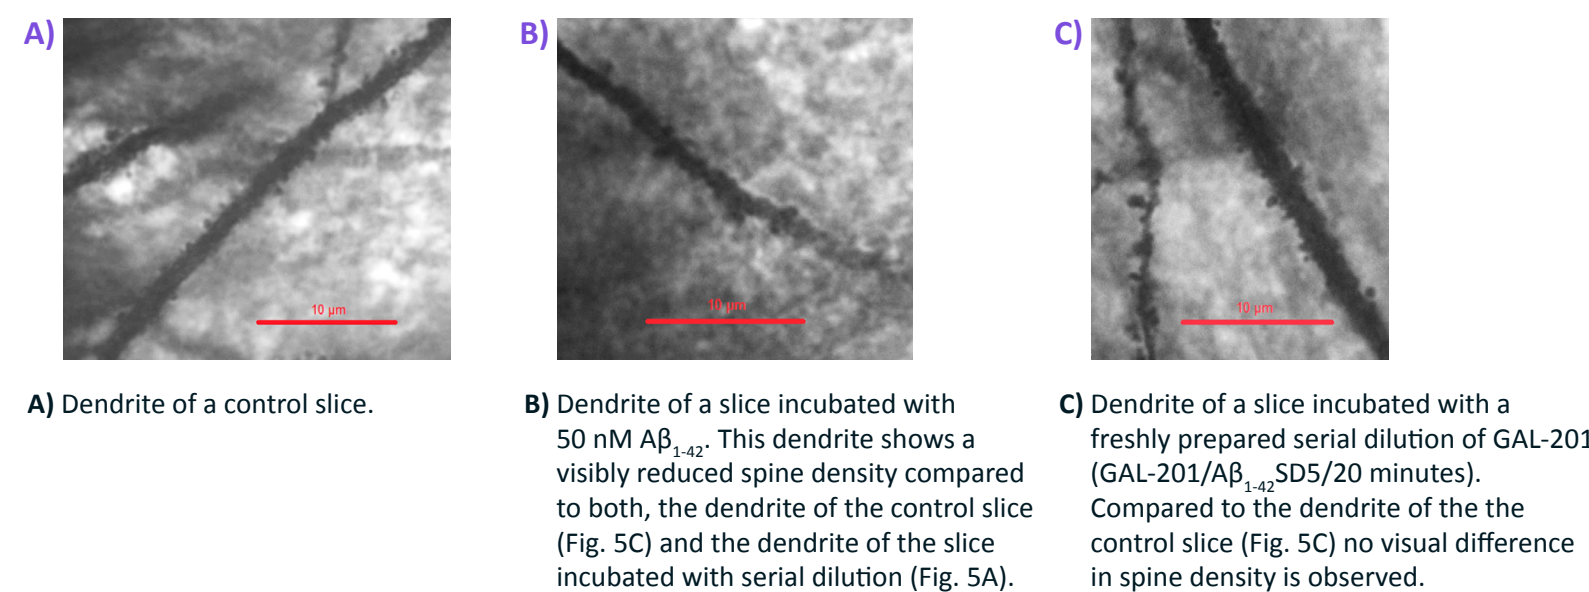 A)
B)
C)
10 µm
10 µm
10 µm
A) Dendrite of a control slice.
B) Dendrite of a slice incubated with
50 nM Aβ1-42. This dendrite shows a
visibly reduced spine density compared
to both, the dendrite of the control slice
(Fig. 5C) and the dendrite of the slice
incubated with serial dilution (Fig. 5A).
C) Dendrite of a slice incubated with a
freshly prepared serial dilution of GAL-201
(GAL-201/Aβ1-42SD5/20 minutes).
Compared to the dendrite of the the
control slice (Fig. 5C) no visual difference
in spine density is observed.